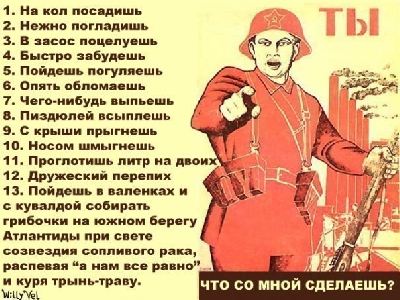 1. На кол посадишь
2. Нежно погладишь
3. В засос поцелуешь
4. Быстро забудешь
5. Пойдешь погуляешь
6. Опять обломаешь
7. Чего-нибудь выпьешь
8. Пиздюлей всыплешь
9. С крыши прыгнешь
10. Носом шмыгнешь
11. Проглотишь литр на двоих
12. Дружеский перепих
13. Пойдешь в валенках и
с кувалдой собирать
грибочки на южном берегу
Атлантиды при свете
созвездия сопливого рака,
распевая “а нам все равно”
и куря трынь-траву.
Willy'Vel
ТЫ
ЧТО СО МНОЙ СДЕЛАЕШЬ?